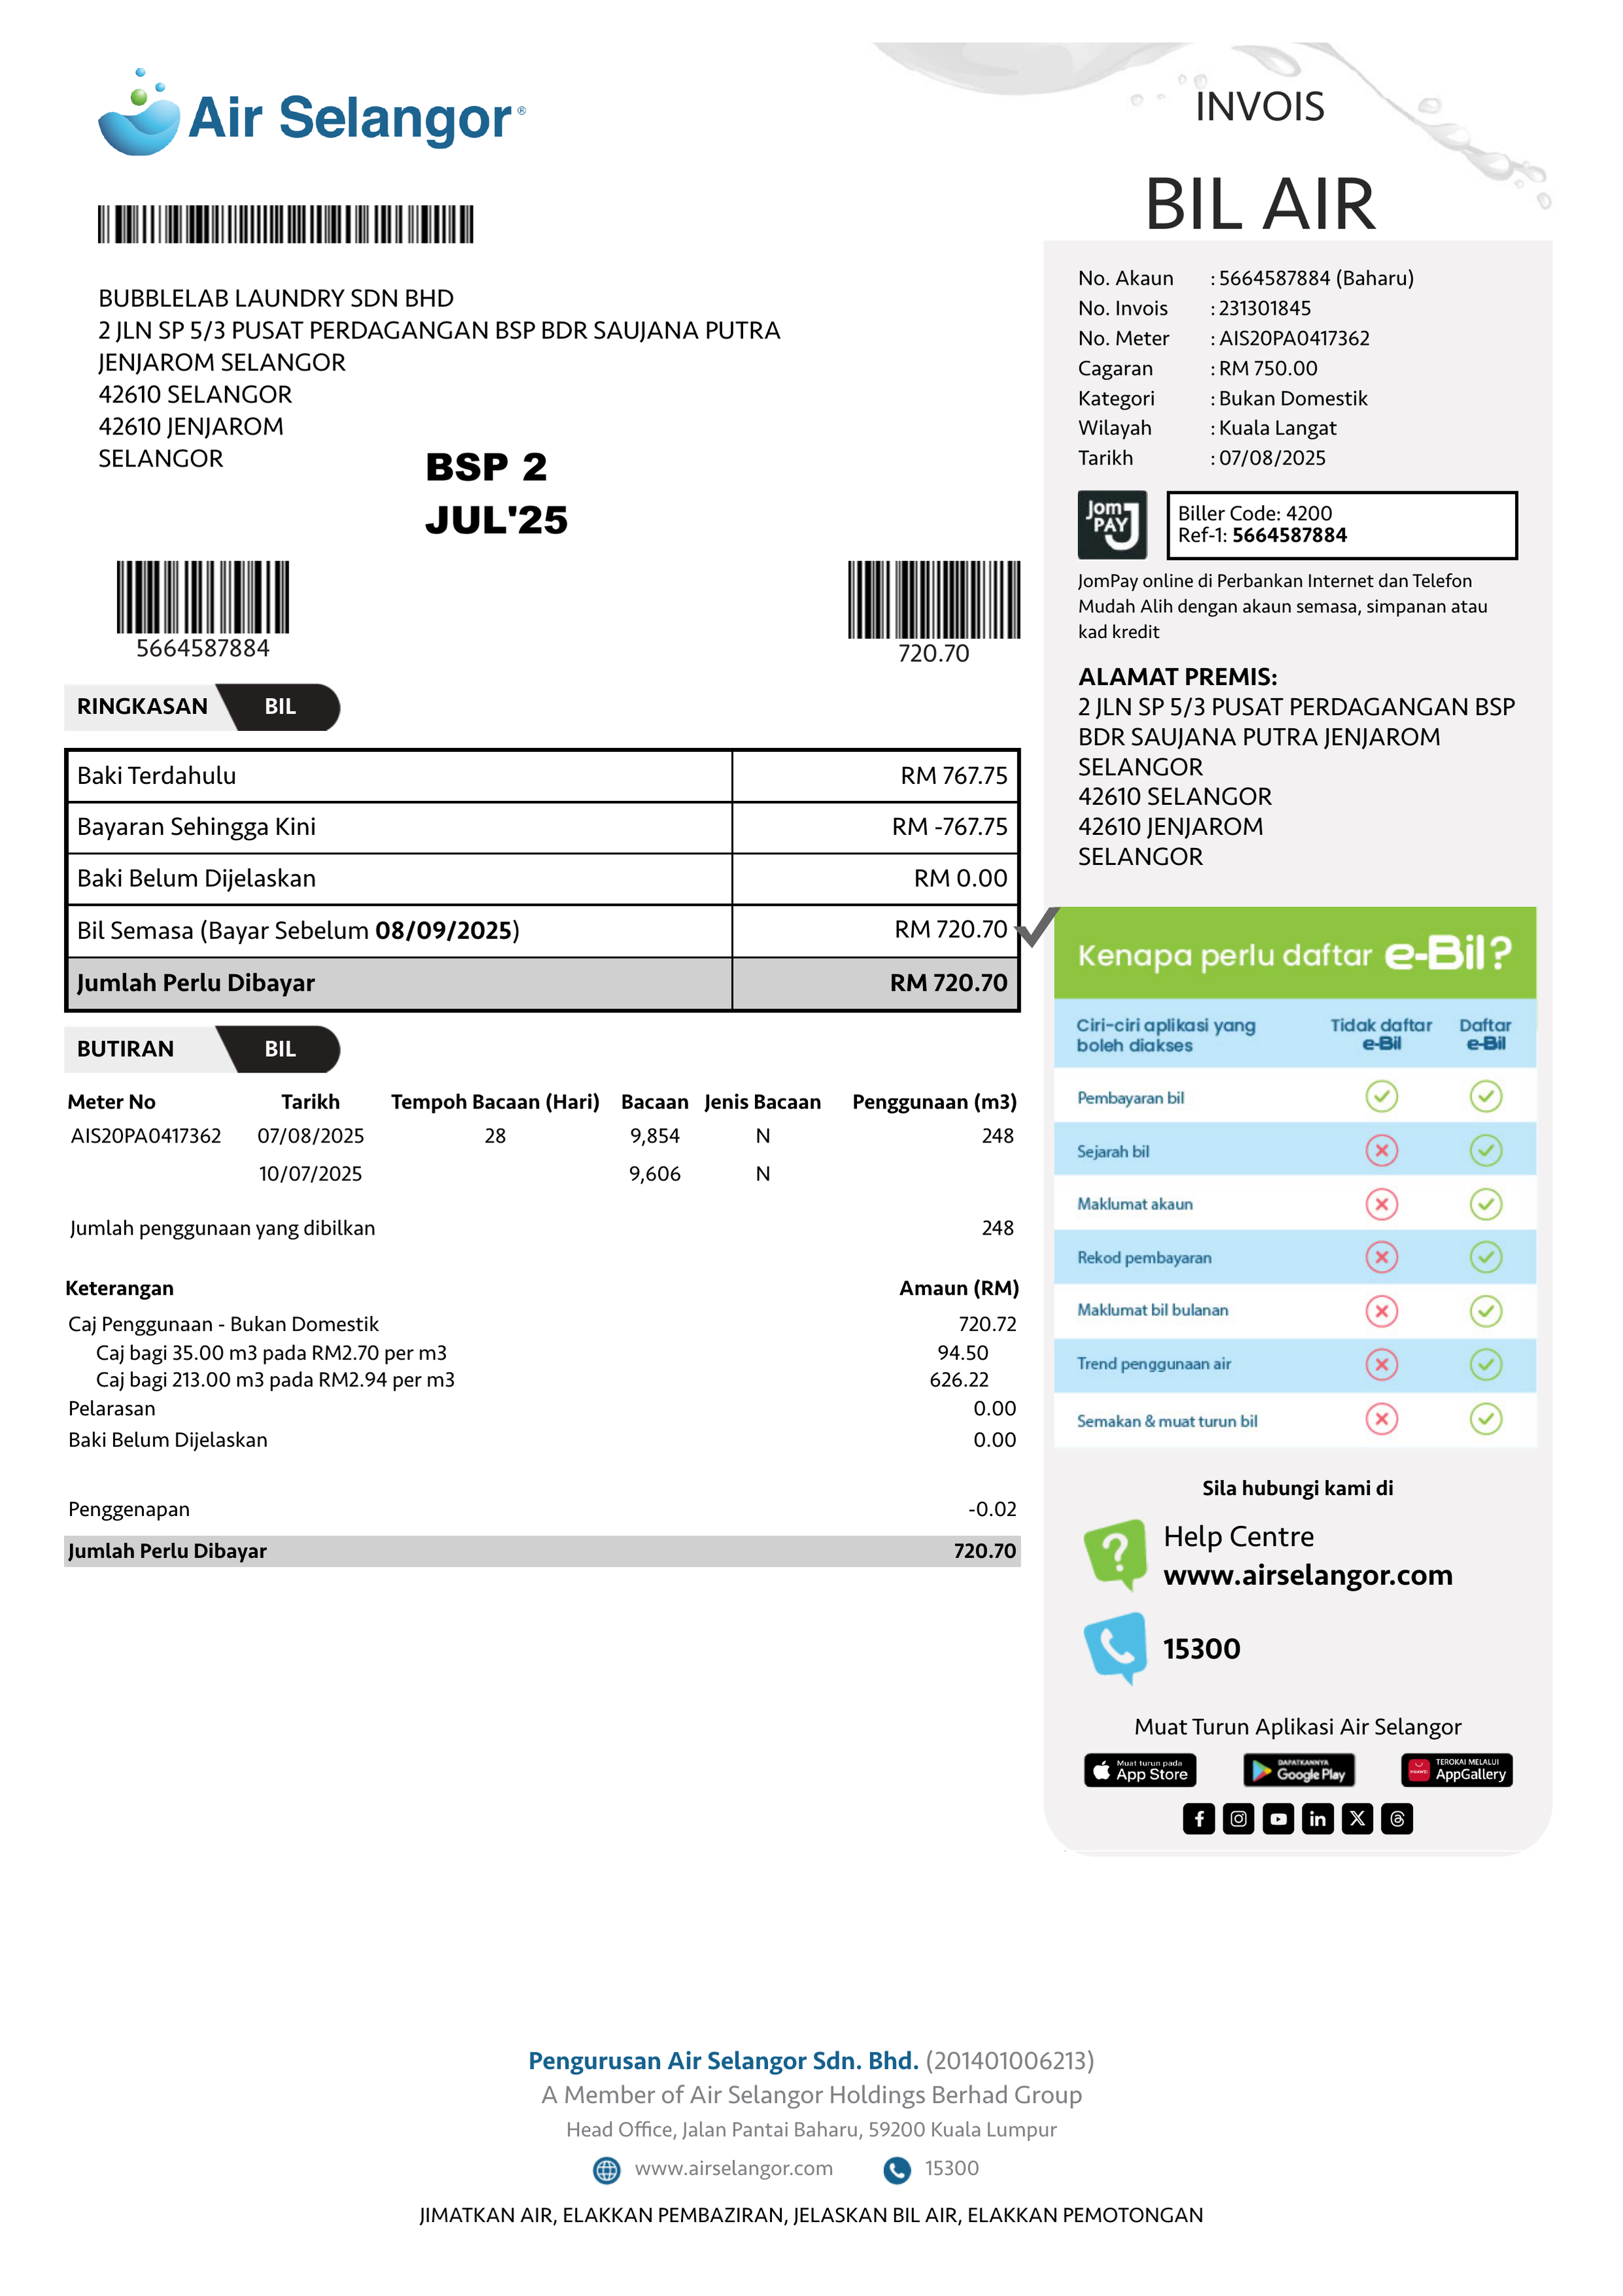 Air Selangor®
INVOIS
BIL AIR
BUBBLELAB LAUNDRY SDN BHD
2 JLN SP 5/3 PUSAT PERDAGANGAN BSP BDR SAUJANA PUTRA
JENJAROM SELANGOR
42610 SELANGOR
42610 JENJAROM
SELANGOR
BSP 2
JUL'25
5664587884
720.70
No. Akaun : 5664587884 (Baharu)
No. Invois : 231301845
No. Meter : AIS20PA0417362
Cagaran : RM 750.00
Kategori : Bukan Domestik
Wilayah : Kuala Langat
Tarikh : 07/08/2025
Jom PAY
Biller Code: 4200
Ref-1: 5664587884
JomPay online di Perbankan Internet dan Telefon
Mudah Alih dengan akaun semasa, simpanan atau
kad kredit
ALAMAT PREMIS:
2 JLN SP 5/3 PUSAT PERDAGANGAN BSP
BDR SAUJANA PUTRA JENJAROM
SELANGOR
42610 SELANGOR
42610 JENJAROM
SELANGOR
RINGKASAN BIL
Baki Terdahulu RM 767.75
Bayaran Sehingga Kini RM -767.75
Baki Belum Dijelaskan RM 0.00
Bil Semasa (Bayar Sebelum 08/09/2025) RM 720.70
Jumlah Perlu Dibayar RM 720.70
BUTIRAN BIL
Meter No Tarikh Tempoh Bacaan (Hari) Bacaan Jenis Bacaan Penggunaan (m3)
AIS20PA0417362 07/08/2025 28 9,854 N 248
10/07/2025 9,606 N
Jumlah penggunaan yang dibilkan 248
Keterangan Amaun (RM)
Caj Penggunaan - Bukan Domestik 720.72
Caj bagi 35.00 m3 pada RM2.70 per m3 94.50
Caj bagi 213.00 m3 pada RM2.94 per m3 626.22
Pelarasan 0.00
Baki Belum Dijelaskan 0.00
Penggenapan -0.02
Jumlah Perlu Dibayar 720.70
Kenapa perlu daftar e-Bil?
Ciri-ciri aplikasi yang boleh diakses Tidak daftar e-Bil Daftar e-Bil
Pembayaran bil
Sejarah bil
Maklumat akaun
Rekod pembayaran
Maklumat bil bulanan
Trend penggunaan air
Semakan & muat turun bil
Sila hubungi kami di
Help Centre
www.airselangor.com
15300
Muat Turun Aplikasi Air Selangor
Muat turun pada App Store
DAPATKANNYA Google Play
HUAWEI TEROKAI MELALUI AppGallery
Pengurusan Air Selangor Sdn. Bhd. (201401006213)
A Member of Air Selangor Holdings Berhad Group
Head Office, Jalan Pantai Baharu, 59200 Kuala Lumpur
www.airselangor.com 15300
JIMATKAN AIR, ELAKKAN PEMBAZIRAN, JELASKAN BIL AIR, ELAKKAN PEMOTONGAN